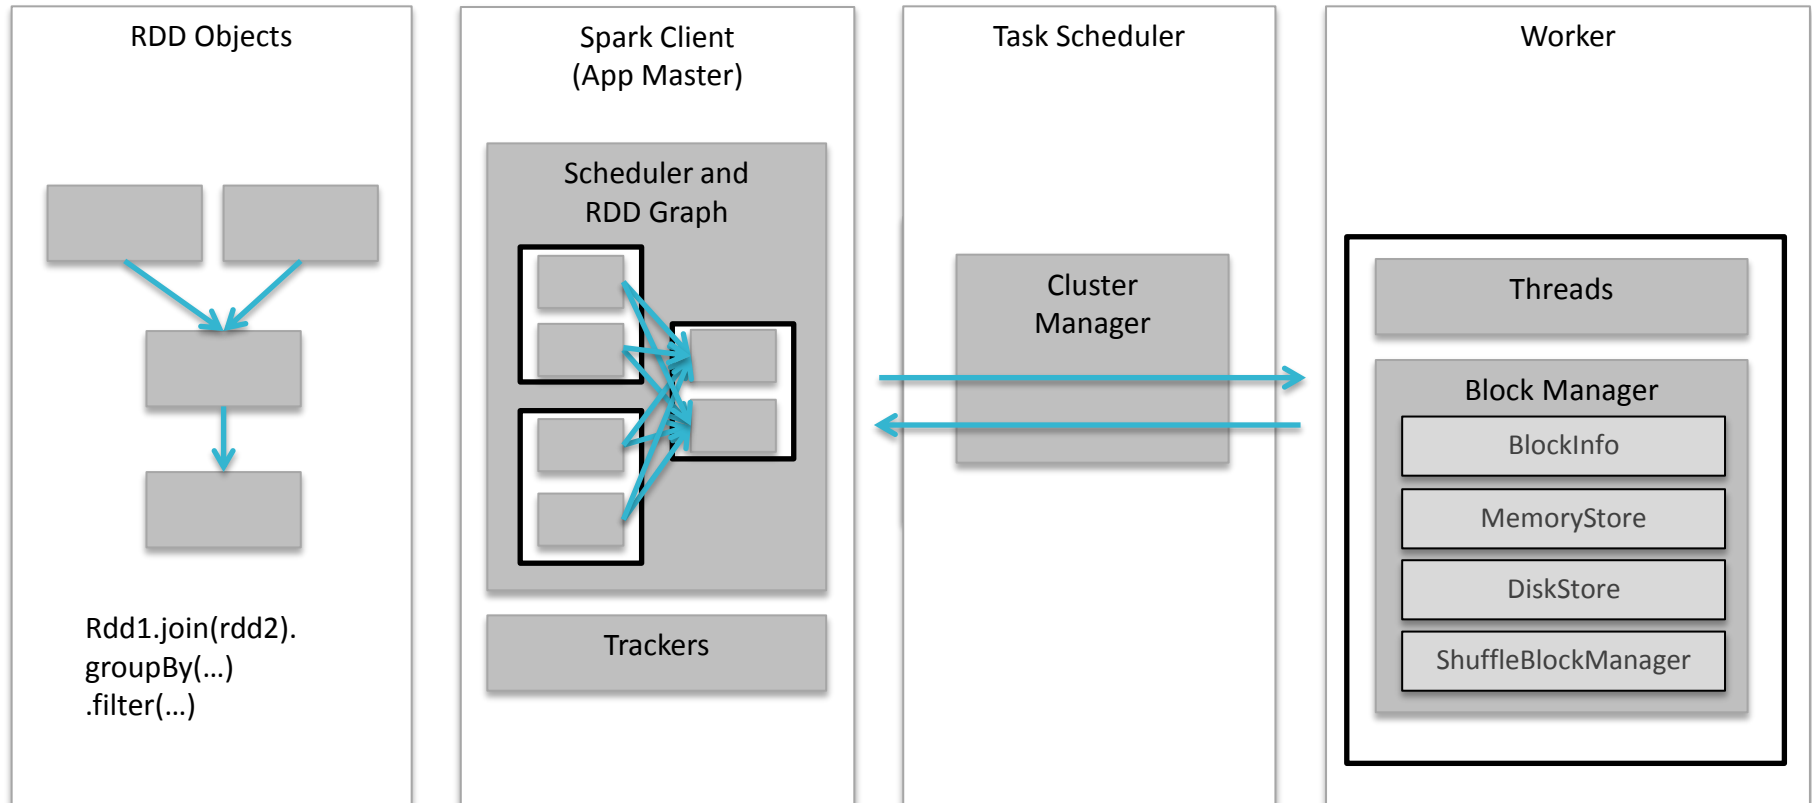 RDD Objects
Rdd1.join(rdd2).
groupBy(…)
.filter(…)
Spark Client
(App Master)
Scheduler and
RDD Graph
Trackers
Task Scheduler
Cluster
Manager
Worker
Threads
Block Manager
BlockInfo
MemoryStore
DiskStore
ShuffleBlockManager